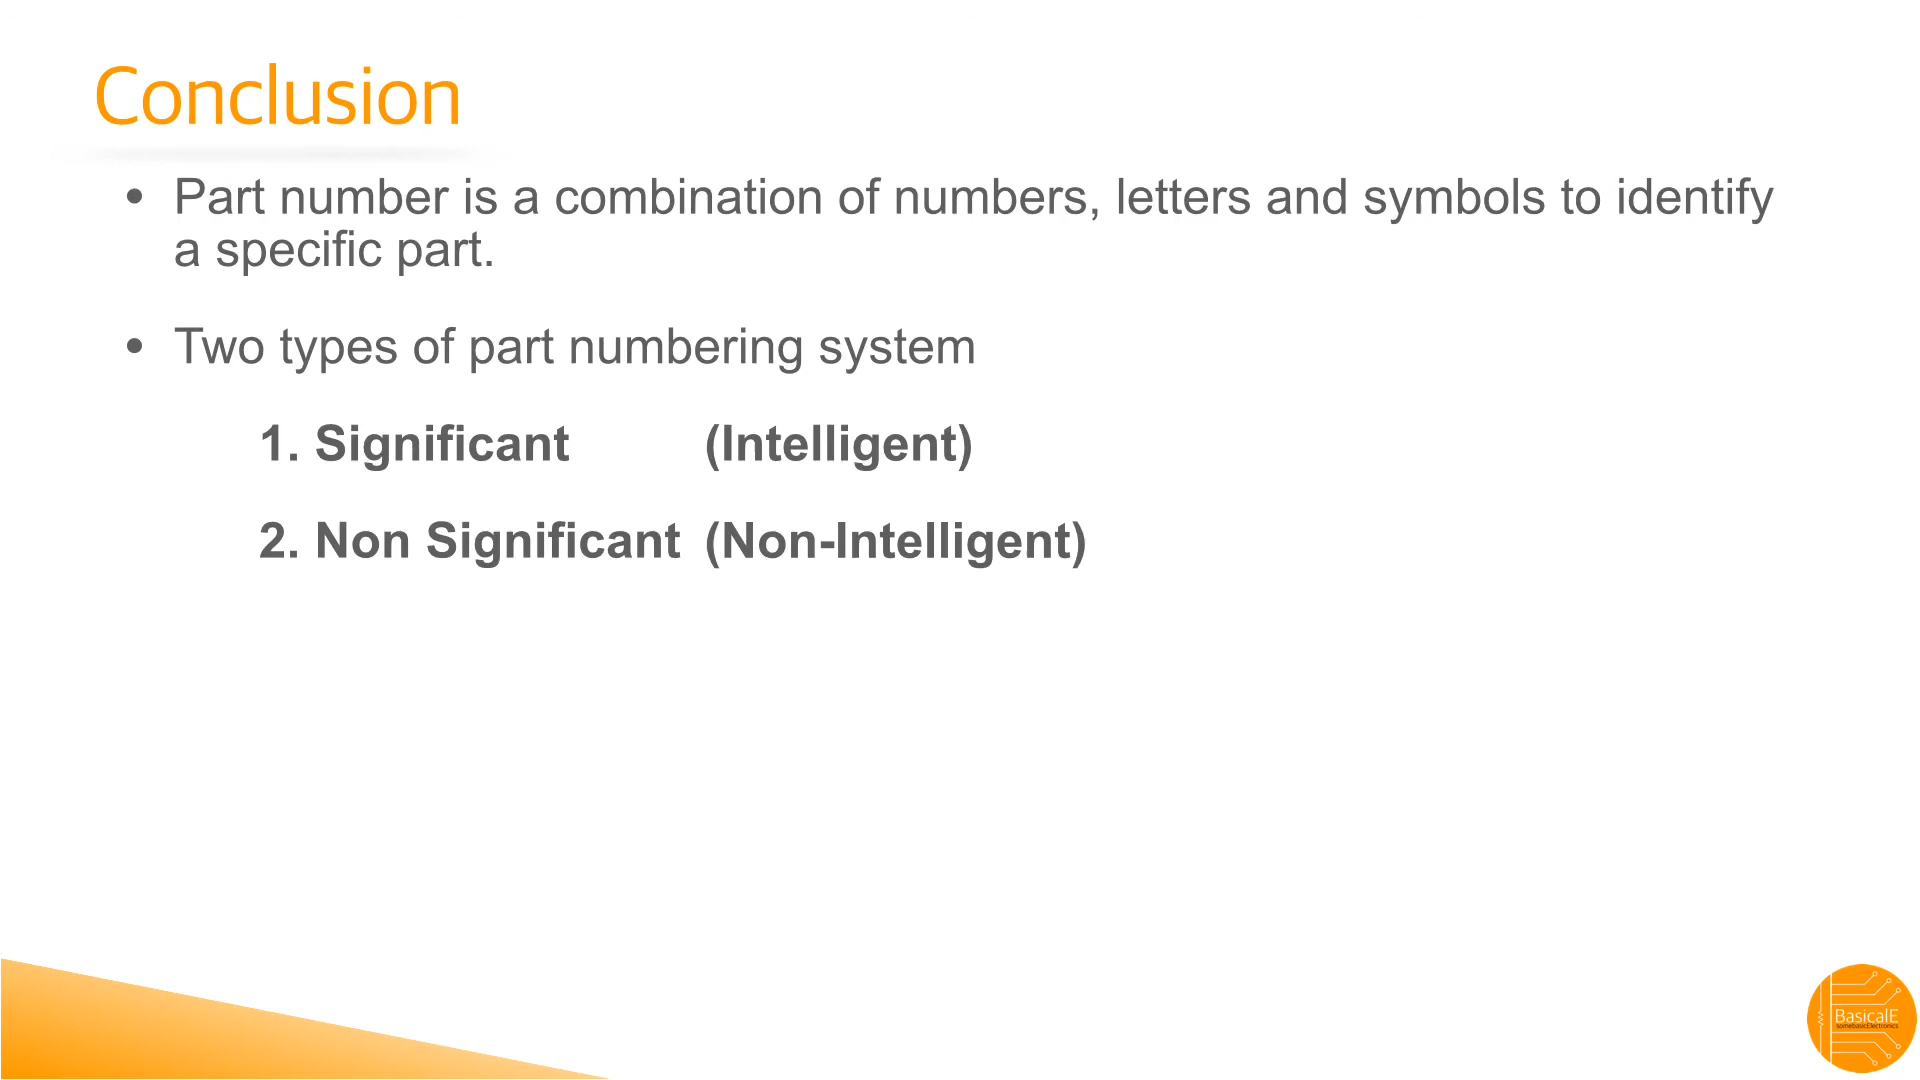 Conclusion
• Part number is a combination of numbers, letters and symbols to identify
a specific part.
• Two types of part numbering system
1. Significant (Intelligent)
2. Non Significant (Non-Intelligent)
BasicalE
somebasicElectronics